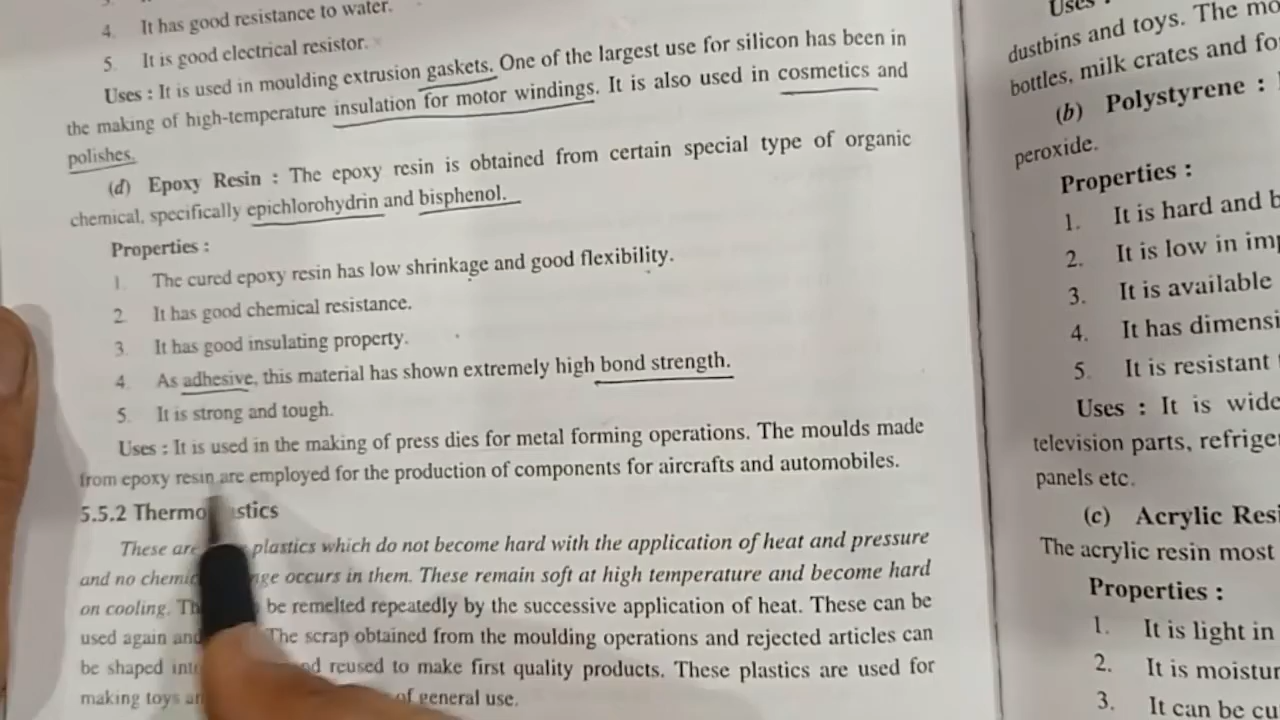 4. It has good resistance to water.
5. It is good electrical resistor.
Uses : It is used in moulding extrusion gaskets. One of the largest use for silicon has been in
the making of high-temperature insulation for motor windings. It is also used in cosmetics and
polishes.
(d) Epoxy Resin : The epoxy resin is obtained from certain special type of organic
chemical, specifically epichlorohydrin and bisphenol.
Properties :
1. The cured epoxy resin has low shrinkage and good flexibility.
2. It has good chemical resistance.
3. It has good insulating property.
4. As adhesive, this material has shown extremely high bond strength.
5. It is strong and tough.
Uses : It is used in the making of press dies for metal forming operations. The moulds made
from epoxy resin are employed for the production of components for aircrafts and automobiles.
5.5.2 Thermo stics
These are plastics which do not become hard with the application of heat and pressure
and no occurs in them. These remain soft at high temperature and become hard
on cooling. be remelted repeatedly by the successive application of heat. These can be
used again and The scrap obtained from the moulding operations and rejected articles can
be shaped reused to make first quality products. These plastics are used for
making toys of general use.
Uses :
dustbins and toys. The
bottles, milk crates and
(b) Polystyrene :
peroxide.
Properties :
1. It is hard and
2. It is low in
3. It is available
4. It has
5. It is resistant
Uses : It is
television parts,
panels etc.
(c) Acrylic
The acrylic resin most
Properties :
1. It is light in
2. It is
3. It can be